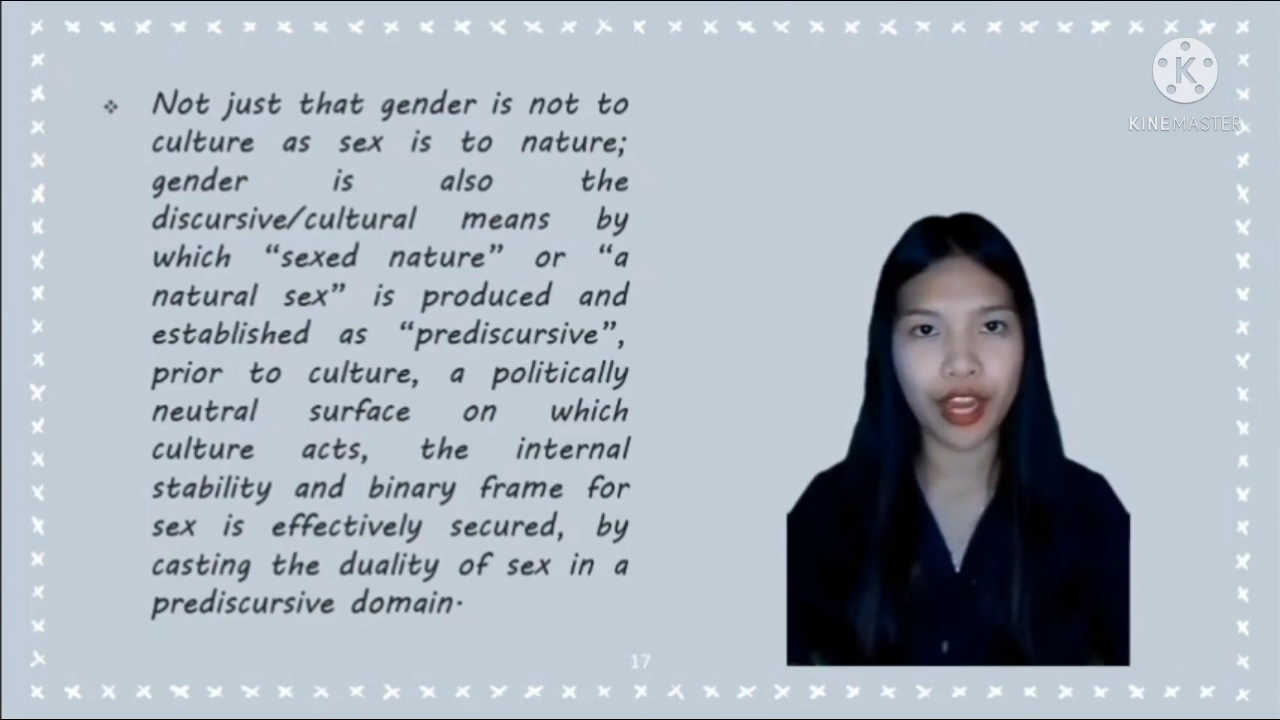 Not just that gender is not to
culture as sex is to nature;
gender is also the
discursive/cultural means by
which “sexed nature” or “a
natural sex” is produced and
established as “prediscursive”,
prior to culture, a politically
neutral surface on which
culture acts, the internal
stability and binary frame for
sex is effectively secured, by
casting the duality of sex in a
prediscursive domain.
17
K
KINEMASTER